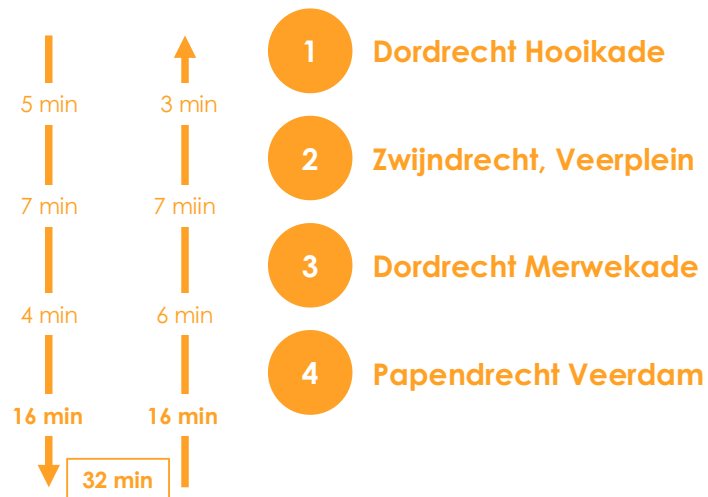 1 Dordrecht Hooikade
5 min 3 min
2 Zwijndrecht, Veerplein
7 min 7 miin
3 Dordrecht Merwekade
4 min 6 min
4 Papendrecht Veerdam
16 min 16 min
32 min